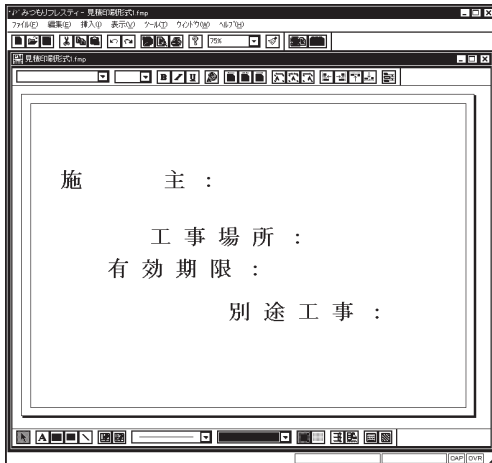 みつもりフレスティ - 見積印刷形式1.fmp
ファイル(F) 編集(E) 挿入(I) 表示(V) ツール(T) ウィンドウ(W) ヘルプ(H)
75%
見積印刷形式1.fmp
B I U
施 主 :
工 事 場 所 :
有 効 期 限 :
別 途 工 事 :
A
CAP OVR